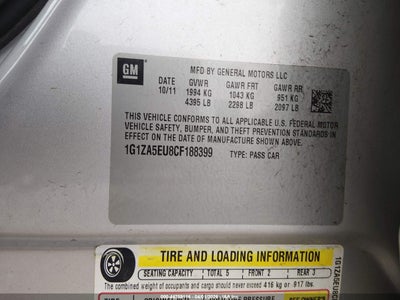 GM
MFD BY GENERAL MOTORS LLC
DATE GVWR GAWR FRT GAWR RR
10/11 1994 KG 1043 KG 951 KG
4395 LB 2298 LB 2097 LB
THIS VEHICLE CONFORMS TO ALL APPLICABLE
U.S. FEDERAL MOTOR VEHICLE
SAFETY, BUMPER, AND THEFT PREVENTION STANDARDS IN
EFFECT ON THE DATE OF MANUFACTURE SHOWN ABOVE.
1G1ZA5EU8CF188399 TYPE: PASS CAR
TIRE AND LOADING INFORMATION
SEATING CAPACITY TOTAL 5 FRONT 2 REAR 3
The combined weight of occupants and cargo should never exceed 416 kg or 917 lbs.